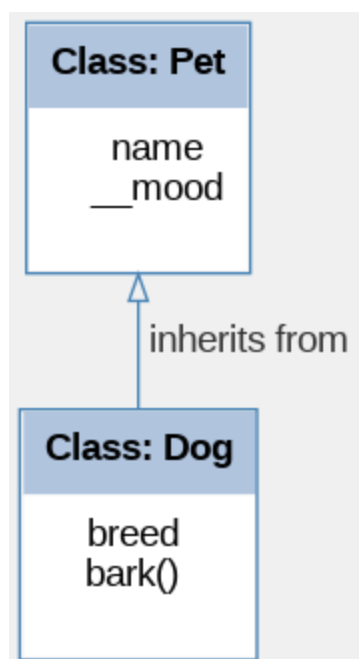 Class: Pet
name
__mood
inherits from
Class: Dog
breed
bark()